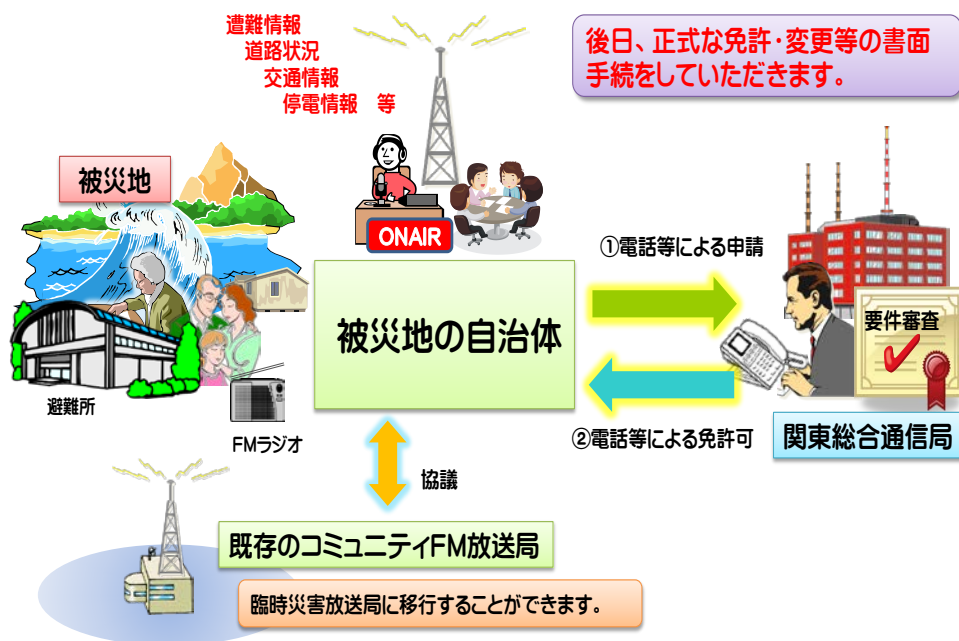 遭難情報
道路状況
交通情報
停電情報 等
後日、正式な免許・変更等の書面
手続をしていただきます。
被災地
ONAIR
①電話等による申請
被災地の自治体
要件審査
避難所
FMラジオ
②電話等による免許可
関東総合通信局
協議
既存のコミュニティFM放送局
臨時災害放送局に移行することができます。